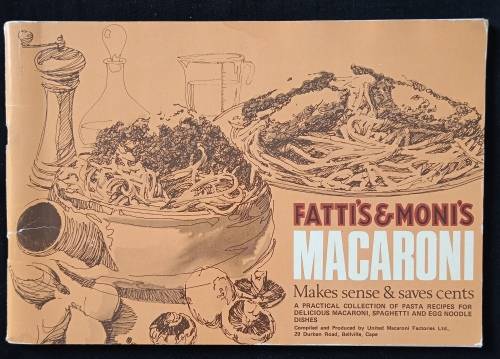 FATTI'S & MONI'S
MACARONI
Makes sense & saves cents
A PRACTICAL COLLECTION OF PASTA RECIPES FOR
DELICIOUS MACARONI, SPAGHETTI AND EGG NOODLE
DISHES
Compiled and Produced by United Macaroni Factories Ltd.,
29 Durban Road, Bellville, Cape